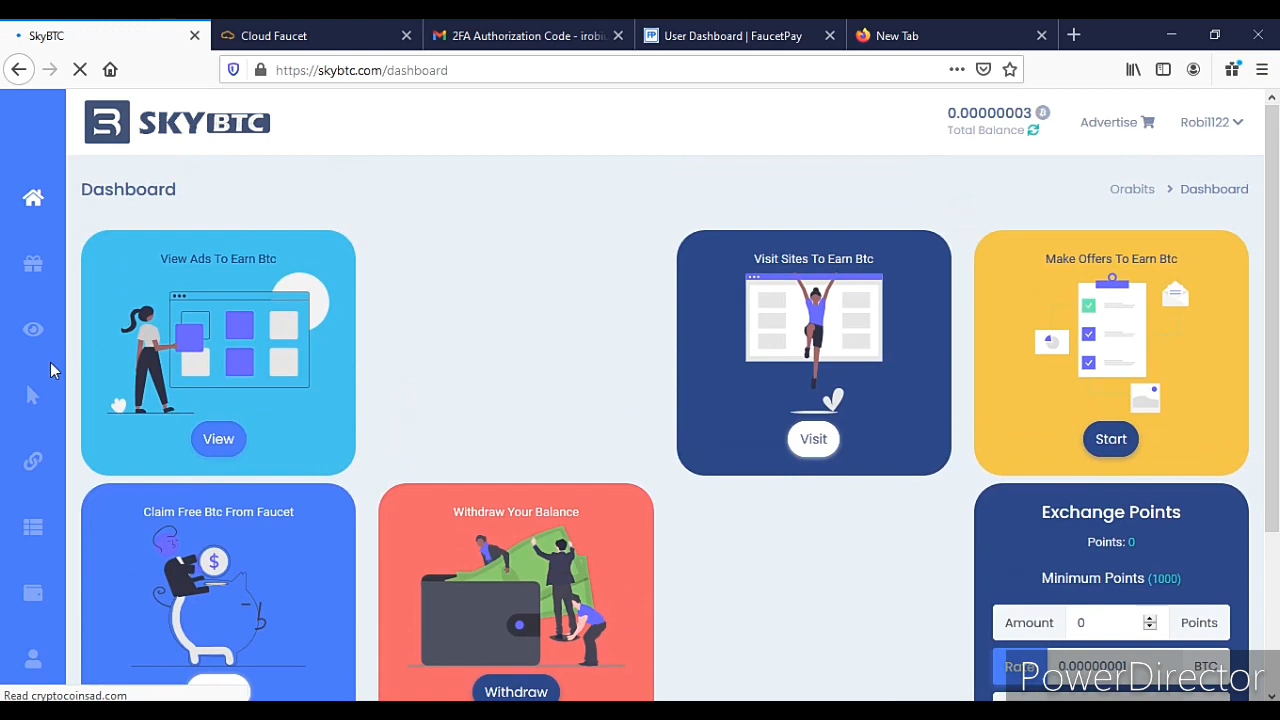 SkyBTC
Cloud Faucet
2FA Authorization Code - irobiu
User Dashboard | FaucetPay
New Tab
https://skybtc.com/dashboard
SKYBTC
0.00000003
Total Balance
Advertise
Robi1122
Dashboard
Orabits > Dashboard
View Ads To Earn Btc
Visit Sites To Earn Btc
Make Offers To Earn Btc
View
Visit
Start
Claim Free Btc From Faucet
Withdraw Your Balance
Exchange Points
Points: 0
Minimum Points (1000)
Amount 0 Points
Rate 0.00000001 BTC
Withdraw
Read cryptocoinsad.com
PowerDirector